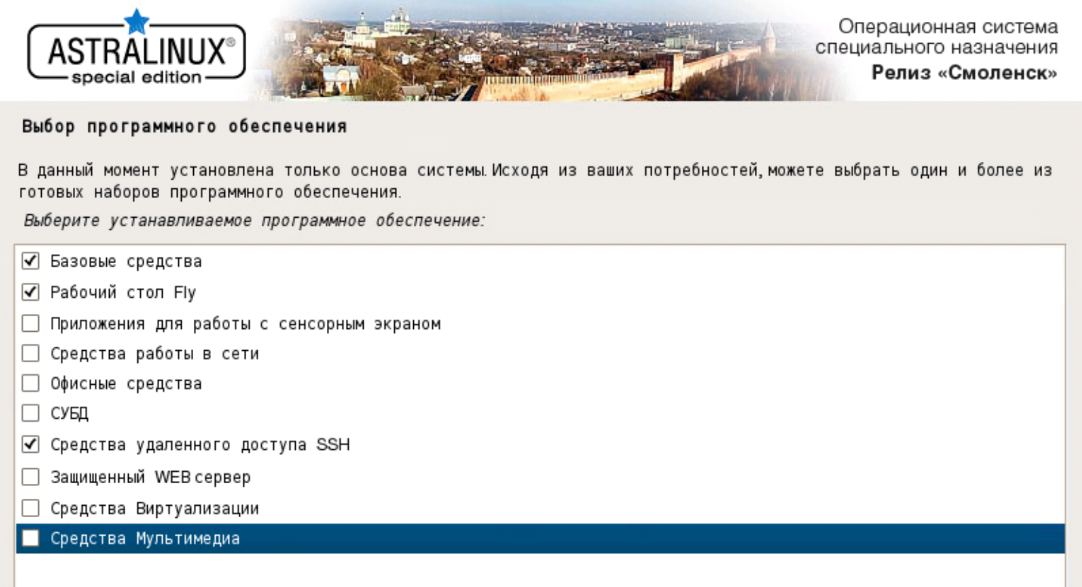 ASTRALINUX®
special edition
Операционная система
специального назначения
Релиз «Смоленск»
Выбор программного обеспечения
В данный момент установлена только основа системы. Исходя из ваших потребностей, можете выбрать один и более из
готовых наборов программного обеспечения.
Выберите устанавливаемое программное обеспечение:
Базовые средства
Рабочий стол Fly
Приложения для работы с сенсорным экраном
Средства работы в сети
Офисные средства
СУБД
Средства удаленного доступа SSH
Защищенный WEB сервер
Средства Виртуализации
Средства Мультимедиа